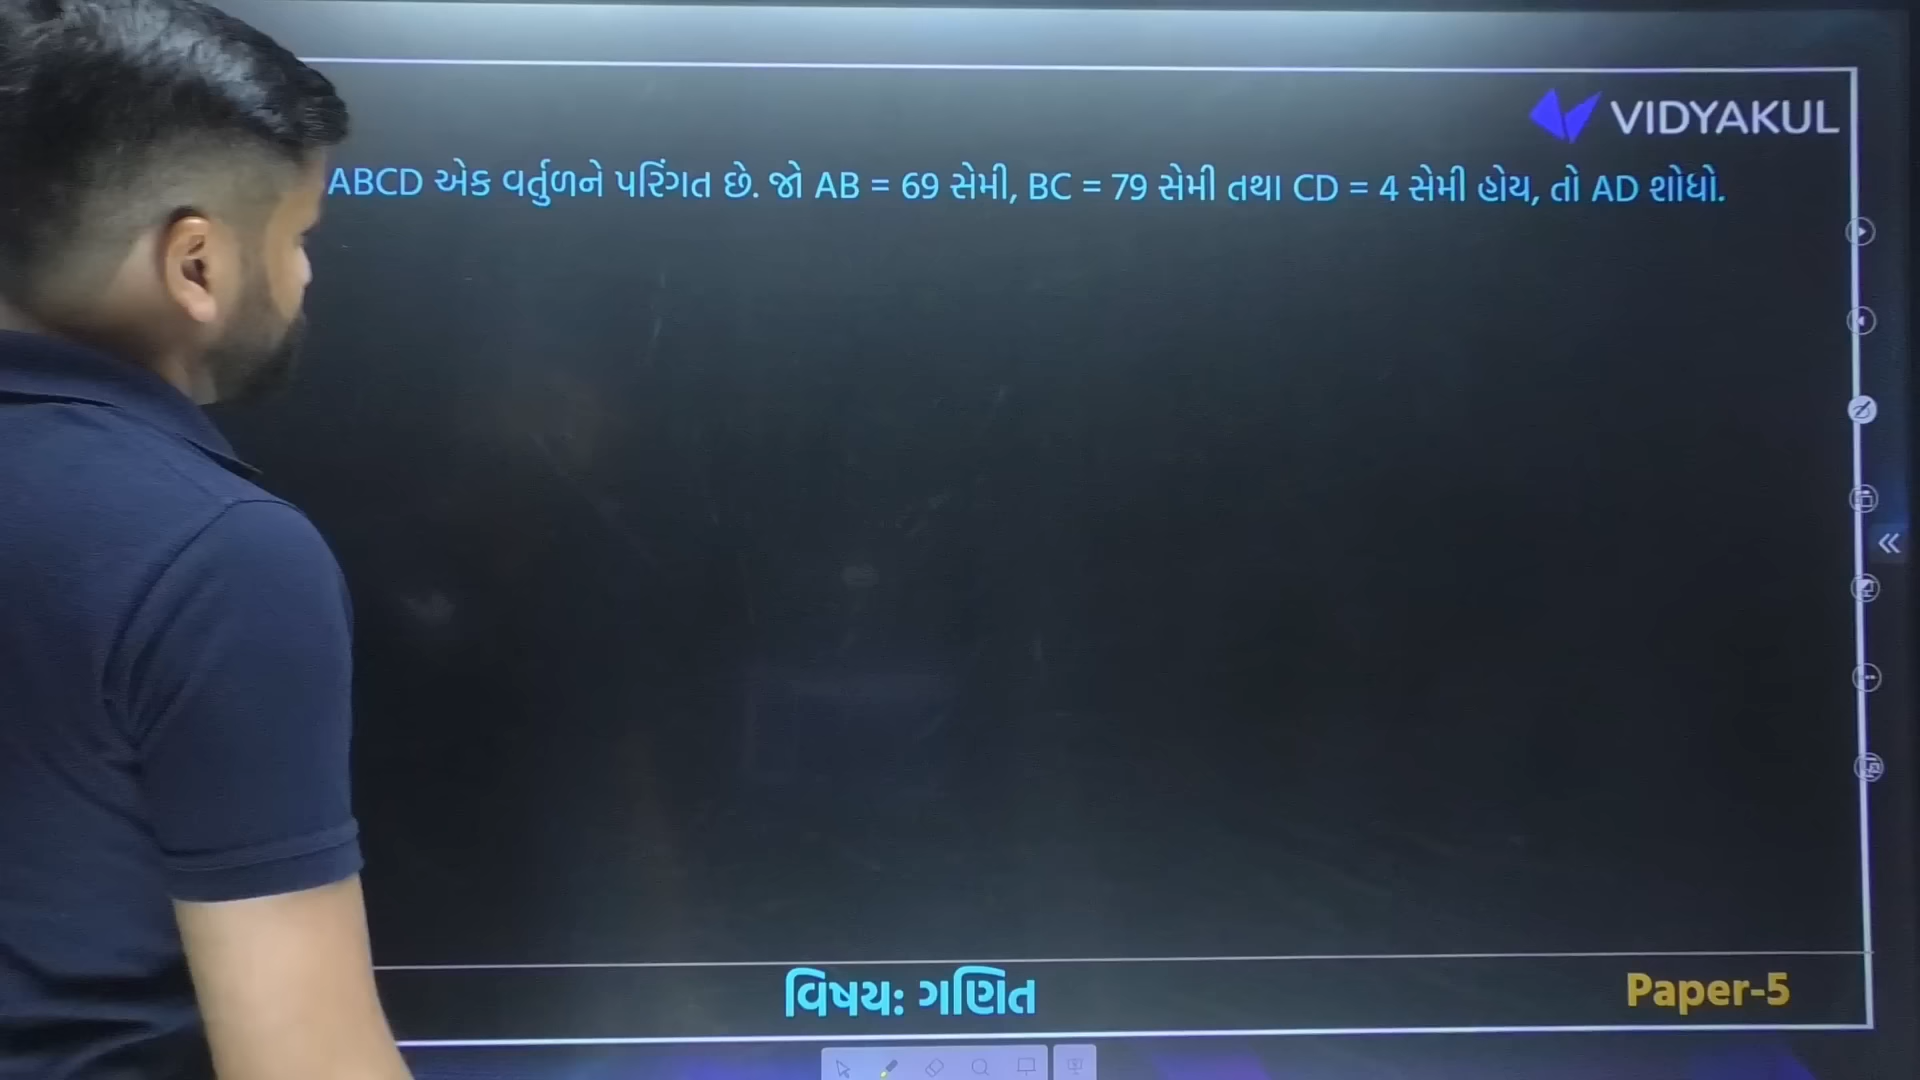 VIDYAKUL
ABCD એક વર્તુળને પરિંગત છે. જો AB = 69 સેમી, BC = 79 સેમી તથા CD = 4 સેમી હોય, તો AD શોધો.
વિષય: ગણિત
Paper-5